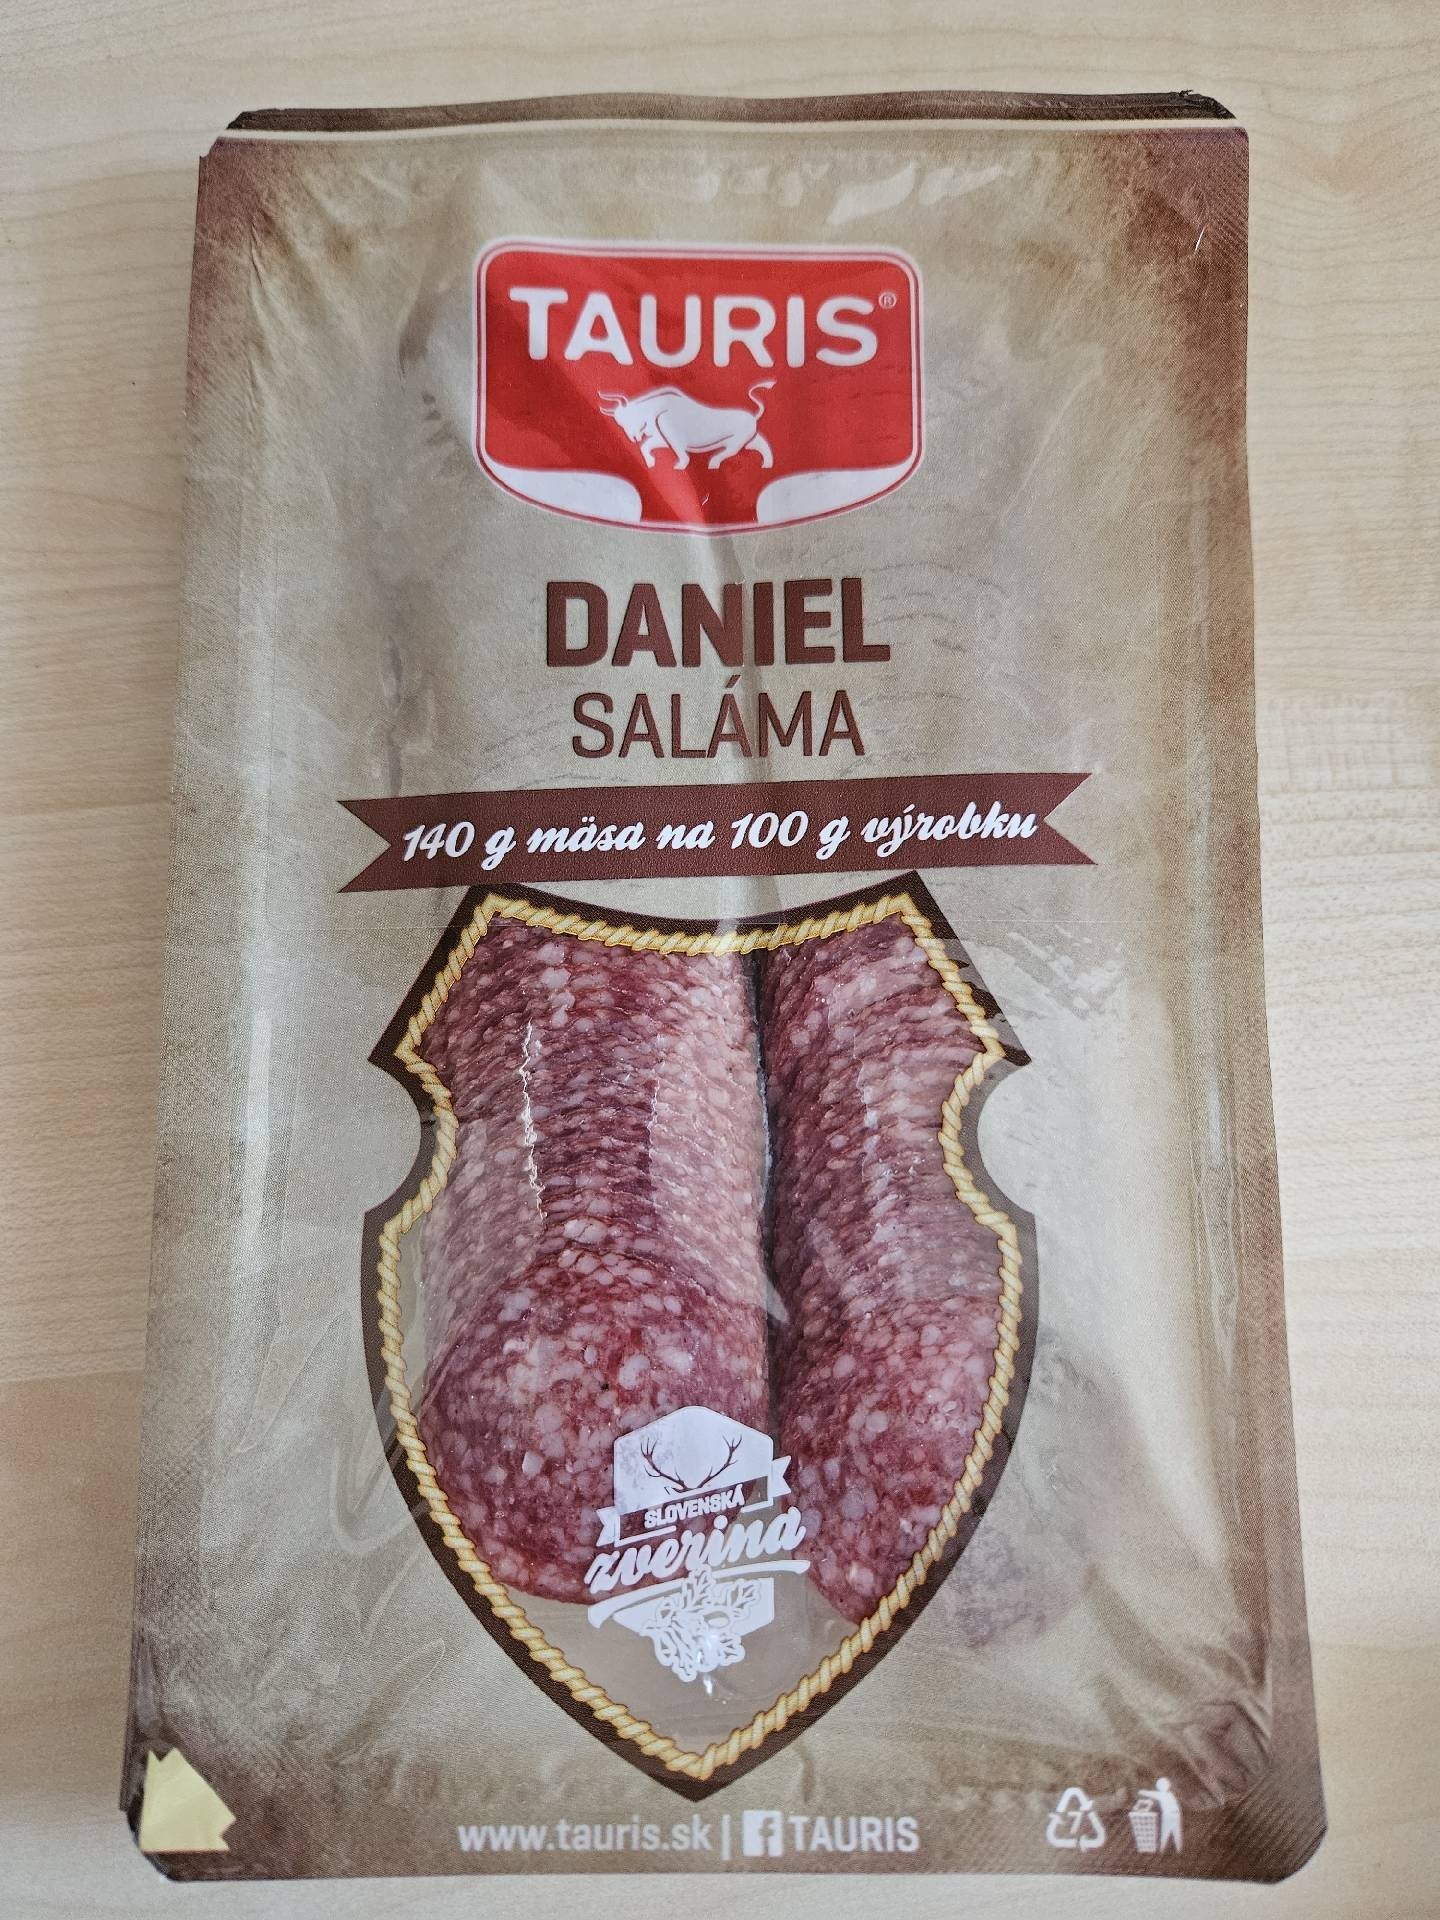 TAURIS®
DANIEL
SALÁMA
140 g mäsa na 100 g výrobku
SLOVENSKÁ
zverina
www.tauris.sk | f TAURIS
7